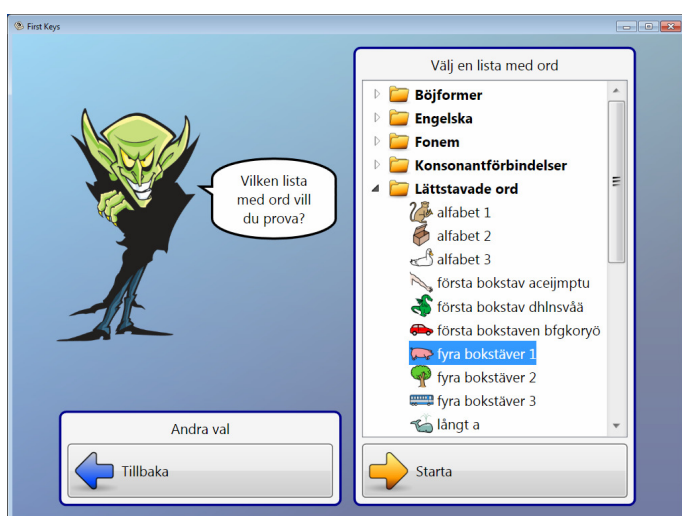 First Keys
Välj en lista med ord
Böjformer
Engelska
Fonem
Konsonantförbindelser
Lättstavade ord
alfabet 1
alfabet 2
alfabet 3
första bokstav aceijmptu
första bokstav dhlnsvåä
första bokstaven bfgkoryö
fyra bokstäver 1
fyra bokstäver 2
fyra bokstäver 3
långt a
Vilken lista
med ord vill
du prova?
Andra val
Tillbaka
Starta